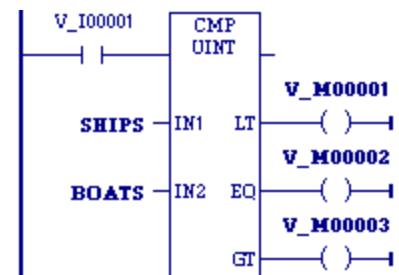 V_I00001
CMP
UINT
V_M00001
SHIPS IN1 LT
V_M00002
BOATS IN2 EQ
V_M00003
GT